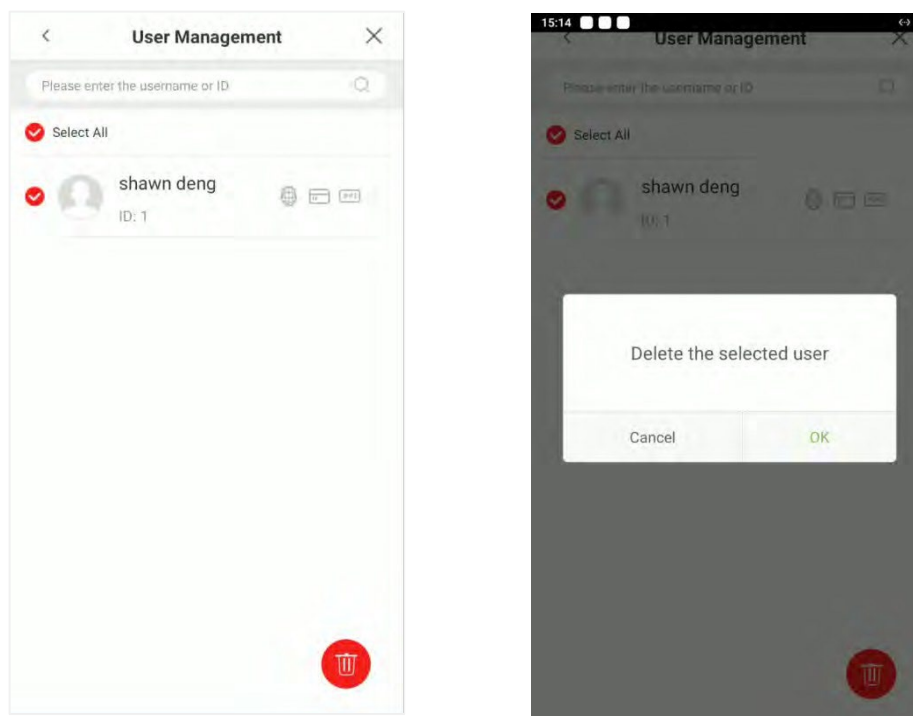 User Management
Please enter the username or ID
Select All
shawn deng
ID: 1
15:14
User Management
Please enter the username or ID
Select All
shawn deng
ID: 1
Delete the selected user
Cancel
OK